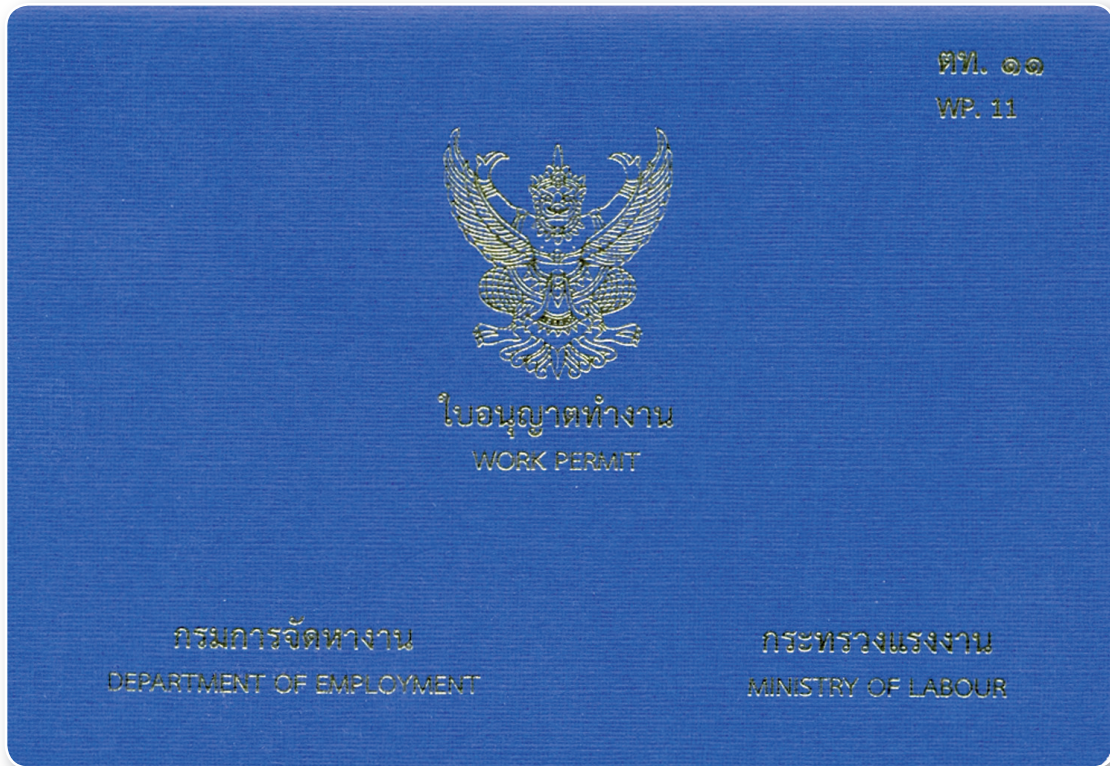 ตท. ๑๑
WP. 11
ใบอนุญาตทำงาน
WORK PERMIT
กรมการจัดหางาน
DEPARTMENT OF EMPLOYMENT
กระทรวงแรงงาน
MINISTRY OF LABOUR